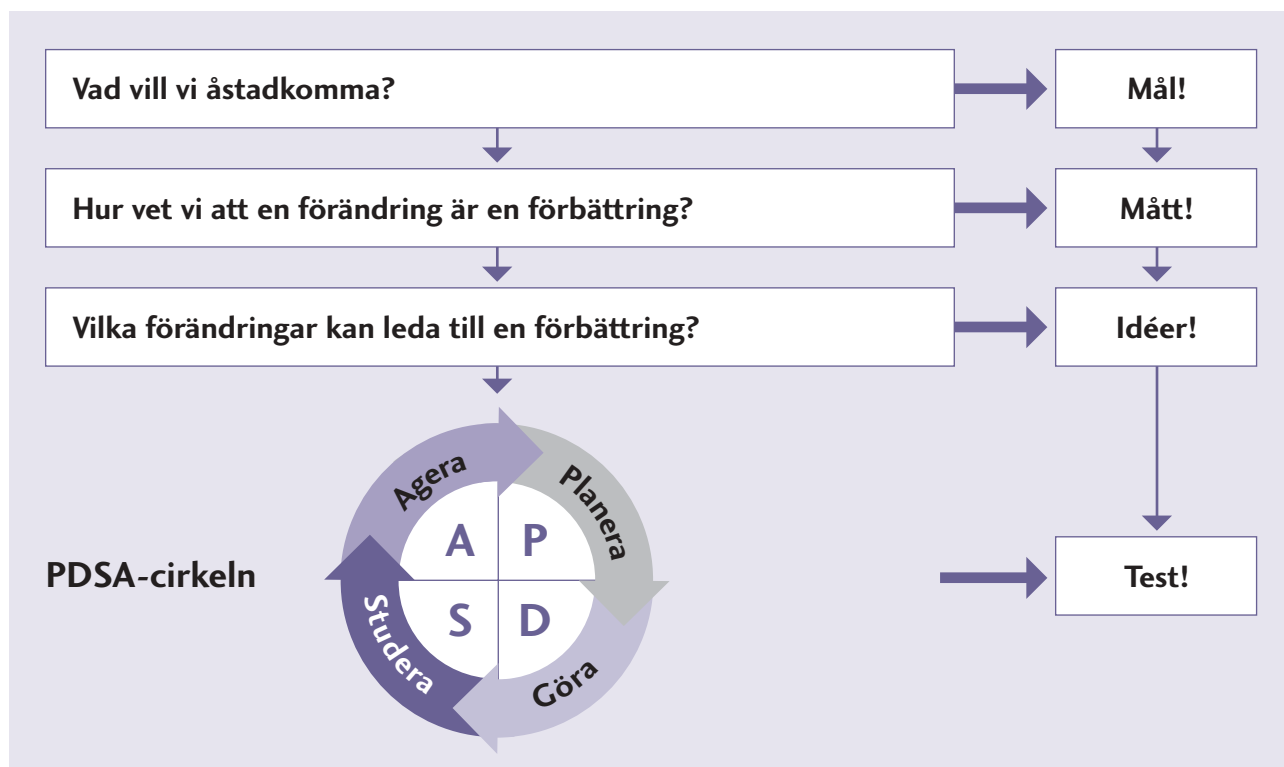 Vad vill vi åstadkomma?
Mål!
Hur vet vi att en förändring är en förbättring?
Mått!
Vilka förändringar kan leda till en förbättring?
Idéer!
PDSA-cirkeln
Agera
Planera
A
P
S
D
Studera
Göra
Test!